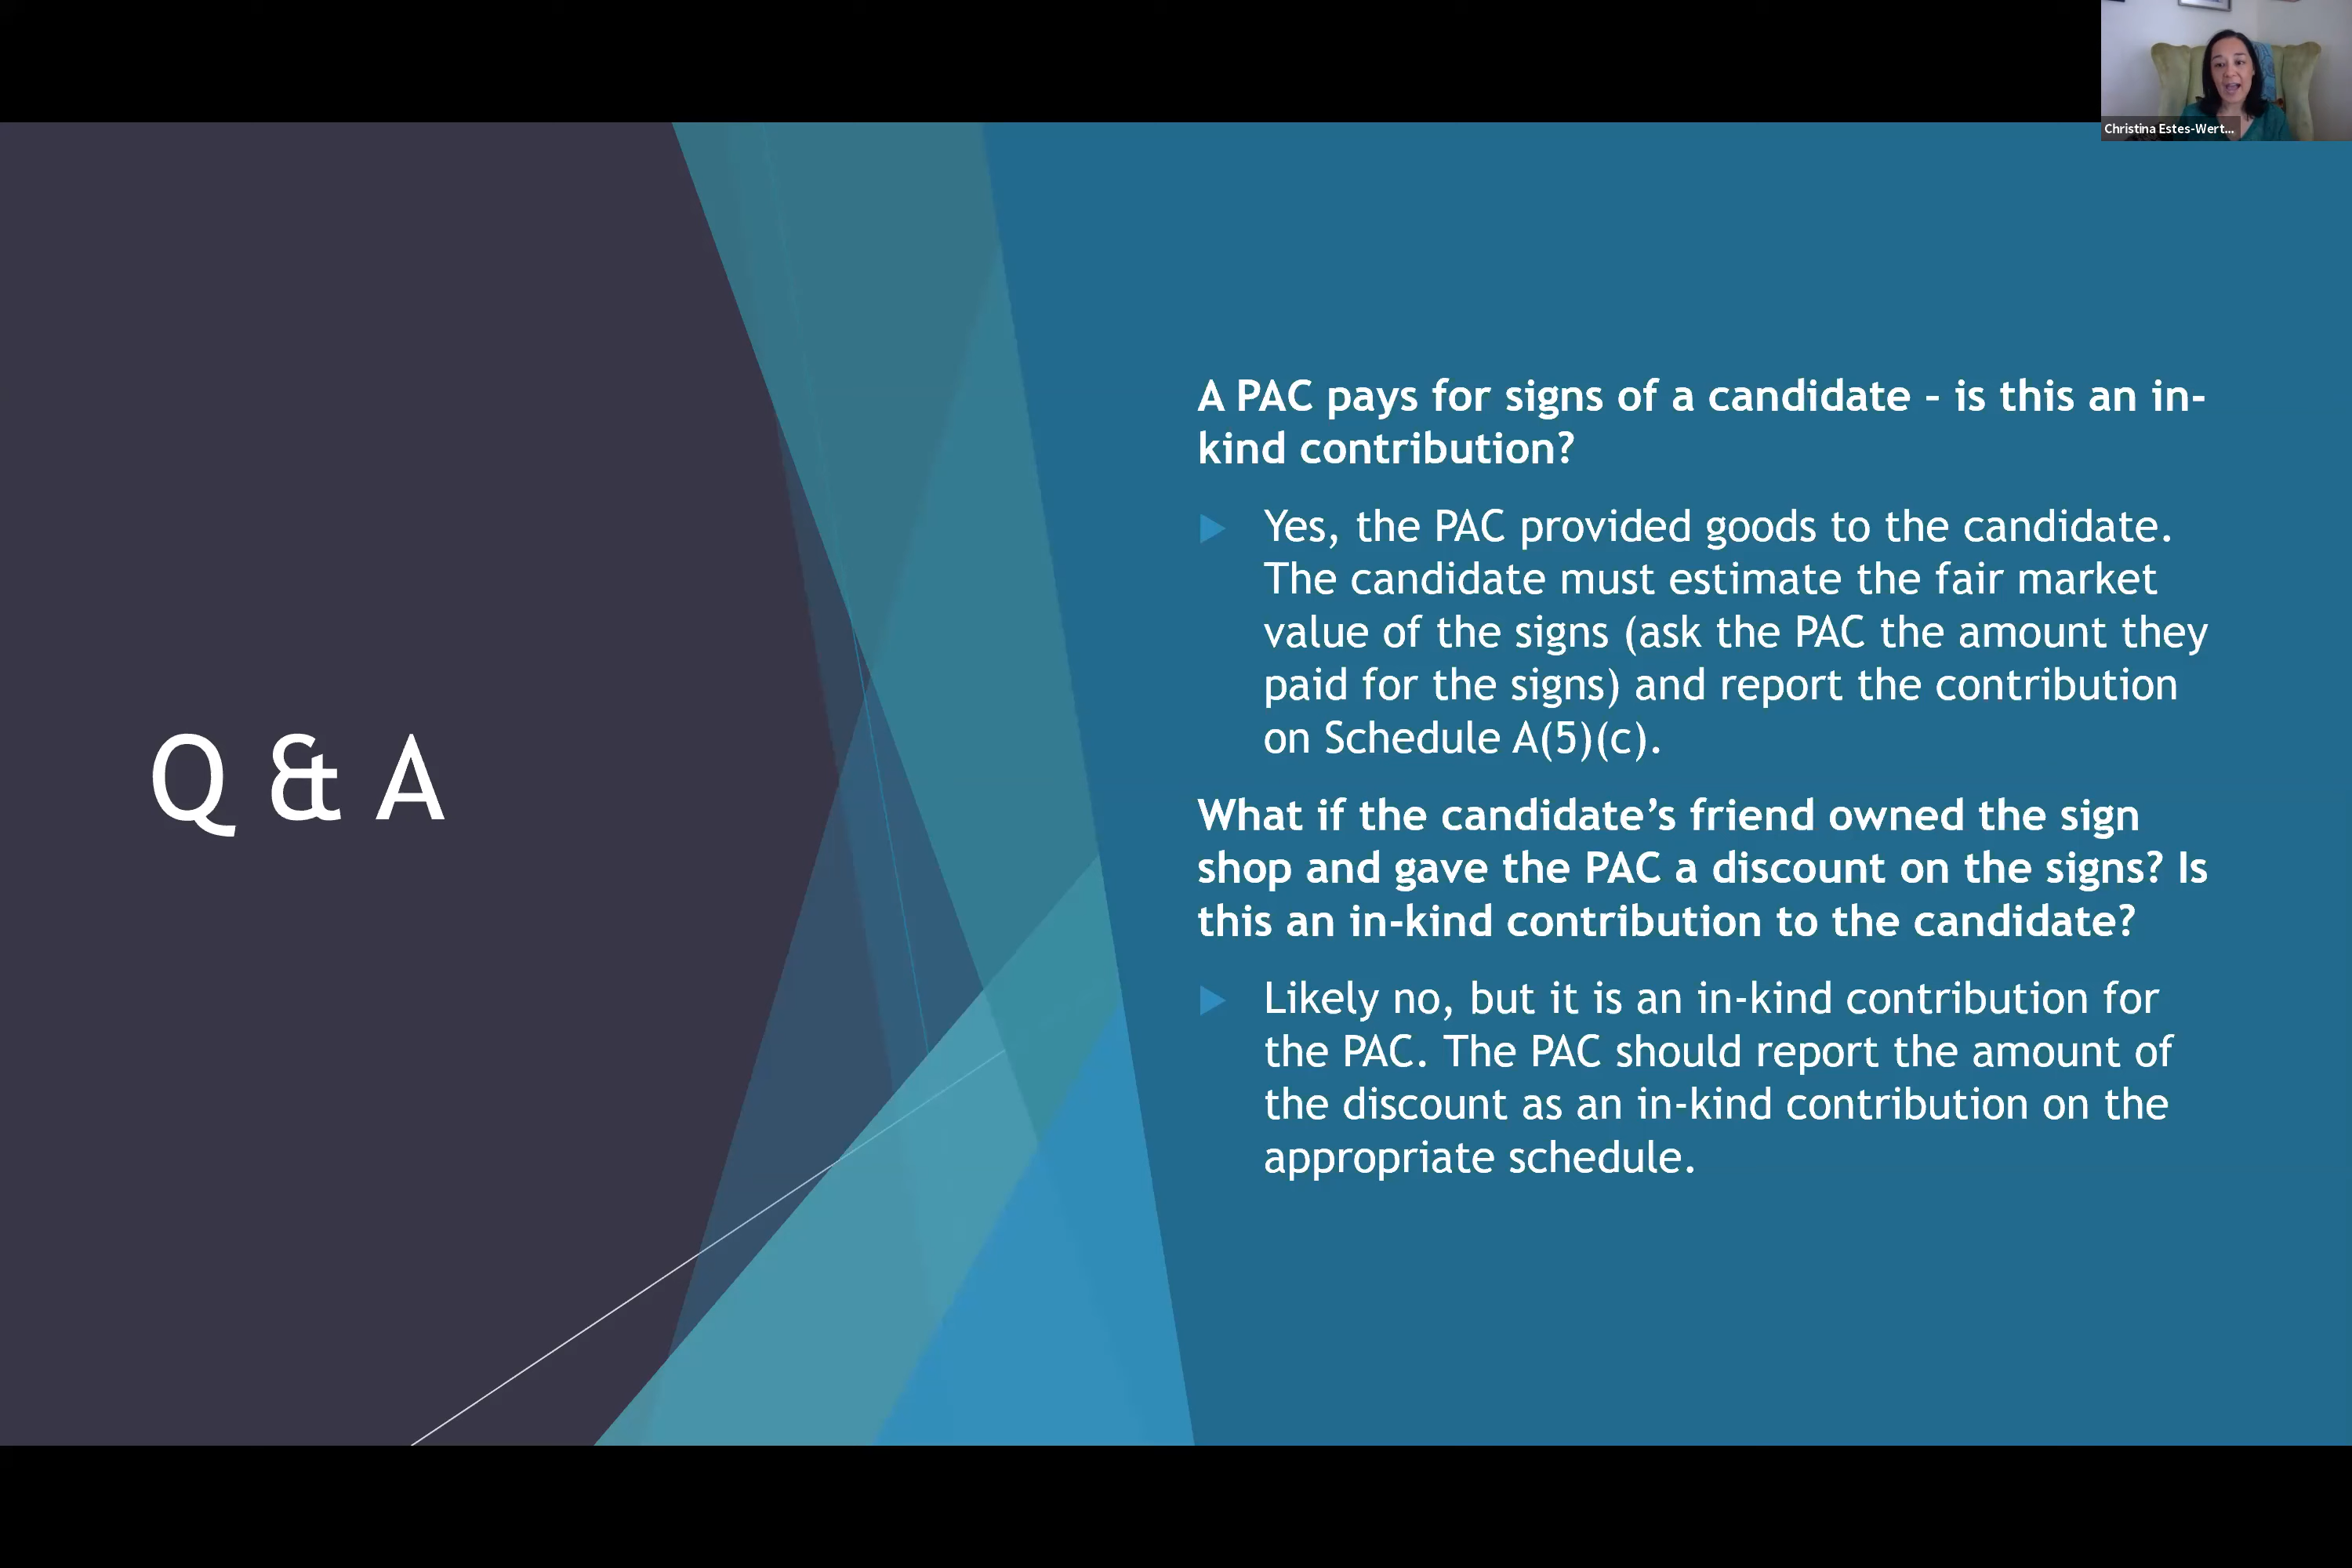 Christina Estes-Wert...
Q & A
A PAC pays for signs of a candidate – is this an in-
kind contribution?
Yes, the PAC provided goods to the candidate.
The candidate must estimate the fair market
value of the signs (ask the PAC the amount they
paid for the signs) and report the contribution
on Schedule A(5)(c).
What if the candidate’s friend owned the sign
shop and gave the PAC a discount on the signs? Is
this an in-kind contribution to the candidate?
Likely no, but it is an in-kind contribution for
the PAC. The PAC should report the amount of
the discount as an in-kind contribution on the
appropriate schedule.